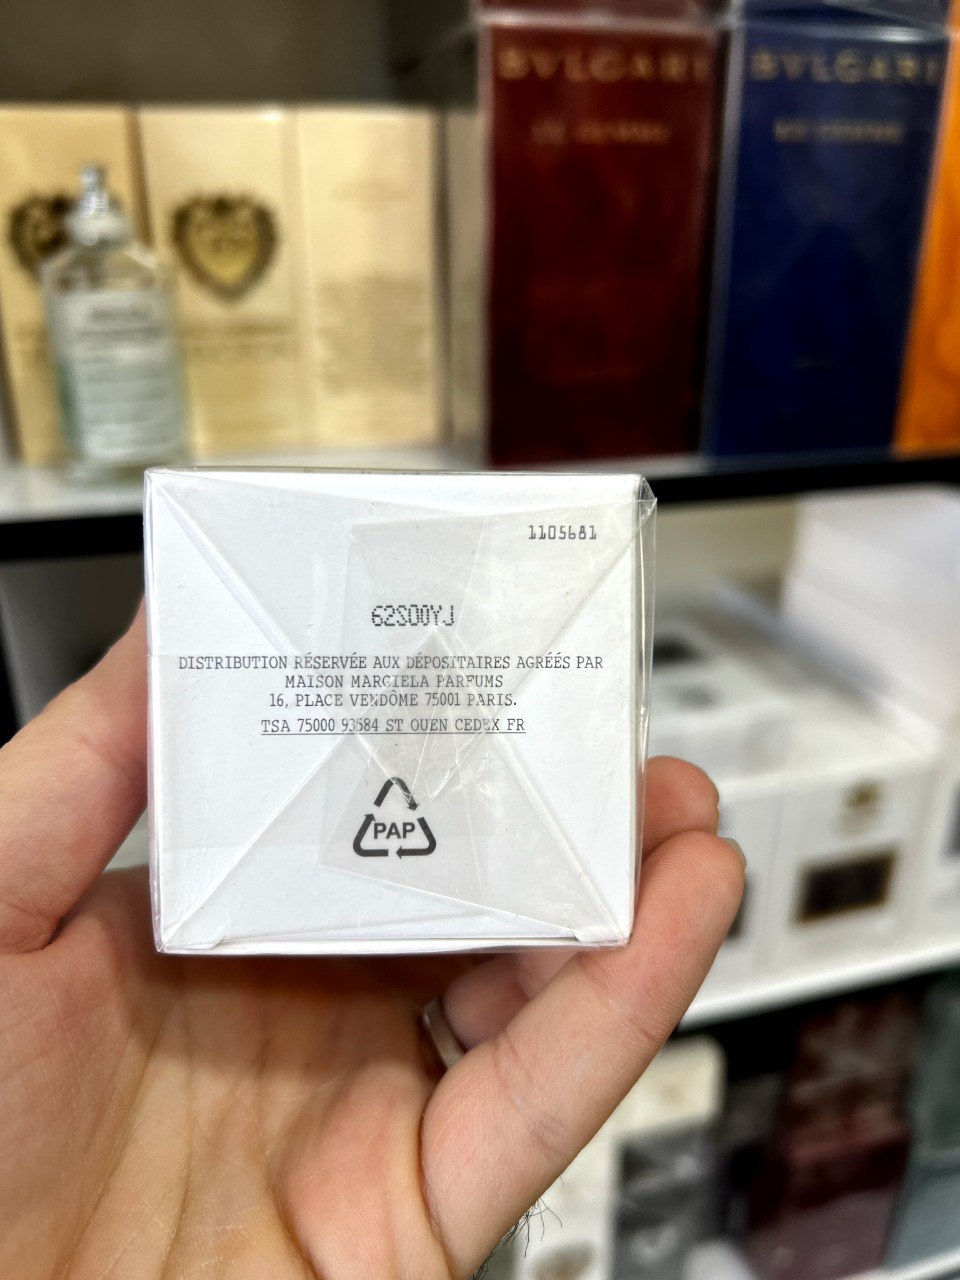 BVLGARI
BVLGARI
1105681
62S00YJ
DISTRIBUTION RÉSERVÉE AUX DÉPOSITAIRES AGRÉÉS PAR
MAISON MARGIELA PARFUMS
16, PLACE VENDÔME 75001 PARIS.
TSA 75000 93584 ST OUEN CEDEX FR
PAP